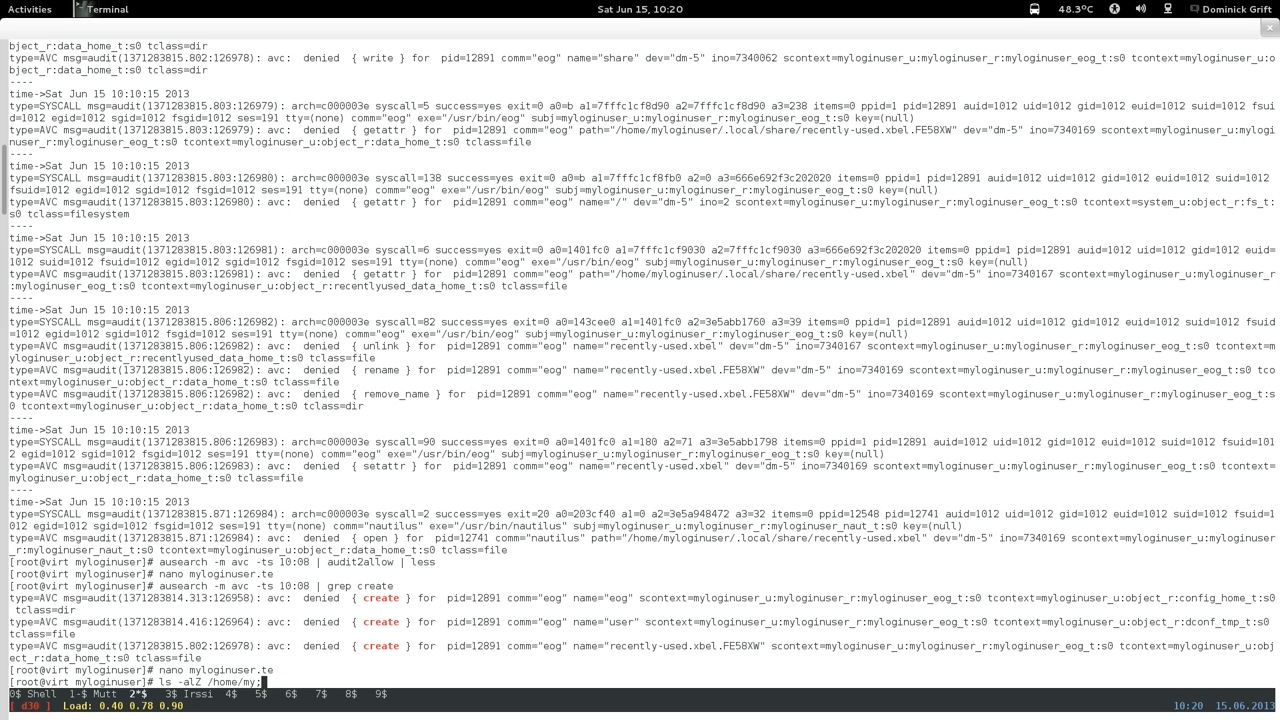 Activities Terminal Sat Jun 15, 10:20 48.3°C Dominick Grift
bject_r:data_home_t:s0 tclass=dir
type=AVC msg=audit(1371283815.802:126978): avc:  denied  { write } for  pid=12891 comm="eog" name="share" dev="dm-5" ino=7340062 scontext=myloginuser_u:myloginuser_r:myloginuser_eog_t:s0 tcontext=myloginuser_u:o
bject_r:data_home_t:s0 tclass=dir
----
time->Sat Jun 15 10:10:15 2013
type=SYSCALL msg=audit(1371283815.803:126979): arch=c000003e syscall=5 success=yes exit=0 a0=b a1=7fffc1cf8d90 a2=7fffc1cf8d90 a3=238 items=0 ppid=1 pid=12891 auid=1012 uid=1012 gid=1012 euid=1012 suid=1012 fsui
d=1012 egid=1012 sgid=1012 fsgid=1012 ses=191 tty=(none) comm="eog" exe="/usr/bin/eog" subj=myloginuser_u:myloginuser_r:myloginuser_eog_t:s0 key=(null)
type=AVC msg=audit(1371283815.803:126979): avc:  denied  { getattr } for  pid=12891 comm="eog" path="/home/myloginuser/.local/share/recently-used.xbel.FE58XW" dev="dm-5" ino=7340169 scontext=myloginuser_u:mylogi
nuser_r:myloginuser_eog_t:s0 tcontext=myloginuser_u:object_r:data_home_t:s0 tclass=file
----
time->Sat Jun 15 10:10:15 2013
type=SYSCALL msg=audit(1371283815.803:126980): arch=c000003e syscall=138 success=yes exit=0 a0=b a1=7fffc1cf8fb0 a2=0 a3=666e692f3c202020 items=0 ppid=1 pid=12891 auid=1012 uid=1012 gid=1012 euid=1012 suid=1012
fsuid=1012 egid=1012 sgid=1012 fsgid=1012 ses=191 tty=(none) comm="eog" exe="/usr/bin/eog" subj=myloginuser_u:myloginuser_r:myloginuser_eog_t:s0 key=(null)
type=AVC msg=audit(1371283815.803:126980): avc:  denied  { getattr } for  pid=12891 comm="eog" name="/" dev="dm-5" ino=2 scontext=myloginuser_u:myloginuser_r:myloginuser_eog_t:s0 tcontext=system_u:object_r:fs_t:
s0 tclass=filesystem
----
time->Sat Jun 15 10:10:15 2013
type=SYSCALL msg=audit(1371283815.803:126981): arch=c000003e syscall=6 success=yes exit=0 a0=1401fc0 a1=7fffc1cf9030 a2=7fffc1cf9030 a3=666e692f3c202020 items=0 ppid=1 pid=12891 auid=1012 uid=1012 gid=1012 euid=
1012 suid=1012 fsuid=1012 egid=1012 sgid=1012 fsgid=1012 ses=191 tty=(none) comm="eog" exe="/usr/bin/eog" subj=myloginuser_u:myloginuser_r:myloginuser_eog_t:s0 key=(null)
type=AVC msg=audit(1371283815.803:126981): avc:  denied  { getattr } for  pid=12891 comm="eog" path="/home/myloginuser/.local/share/recently-used.xbel" dev="dm-5" ino=7340167 scontext=myloginuser_u:myloginuser_r
:myloginuser_eog_t:s0 tcontext=myloginuser_u:object_r:recentlyused_data_home_t:s0 tclass=file
----
time->Sat Jun 15 10:10:15 2013
type=SYSCALL msg=audit(1371283815.806:126982): arch=c000003e syscall=82 success=yes exit=0 a0=143cee0 a1=1401fc0 a2=3e5abb1760 a3=39 items=0 ppid=1 pid=12891 auid=1012 uid=1012 gid=1012 euid=1012 suid=1012 fsuid
=1012 egid=1012 sgid=1012 fsgid=1012 ses=191 tty=(none) comm="eog" exe="/usr/bin/eog" subj=myloginuser_u:myloginuser_r:myloginuser_eog_t:s0 key=(null)
type=AVC msg=audit(1371283815.806:126982): avc:  denied  { unlink } for  pid=12891 comm="eog" name="recently-used.xbel" dev="dm-5" ino=7340167 scontext=myloginuser_u:myloginuser_r:myloginuser_eog_t:s0 tcontext=m
yloginuser_u:object_r:recentlyused_data_home_t:s0 tclass=file
type=AVC msg=audit(1371283815.806:126982): avc:  denied  { rename } for  pid=12891 comm="eog" name="recently-used.xbel.FE58XW" dev="dm-5" ino=7340169 scontext=myloginuser_u:myloginuser_r:myloginuser_eog_t:s0 tco
ntext=myloginuser_u:object_r:data_home_t:s0 tclass=file
type=AVC msg=audit(1371283815.806:126982): avc:  denied  { remove_name } for  pid=12891 comm="eog" name="recently-used.xbel.FE58XW" dev="dm-5" ino=7340169 scontext=myloginuser_u:myloginuser_r:myloginuser_eog_t:s
0 tcontext=myloginuser_u:object_r:data_home_t:s0 tclass=dir
----
time->Sat Jun 15 10:10:15 2013
type=SYSCALL msg=audit(1371283815.806:126983): arch=c000003e syscall=90 success=yes exit=0 a0=1401fc0 a1=180 a2=71 a3=3e5abb1798 items=0 ppid=1 pid=12891 auid=1012 uid=1012 gid=1012 euid=1012 suid=1012 fsuid=101
2 egid=1012 sgid=1012 fsgid=1012 ses=191 tty=(none) comm="eog" exe="/usr/bin/eog" subj=myloginuser_u:myloginuser_r:myloginuser_eog_t:s0 key=(null)
type=AVC msg=audit(1371283815.806:126983): avc:  denied  { setattr } for  pid=12891 comm="eog" name="recently-used.xbel" dev="dm-5" ino=7340169 scontext=myloginuser_u:myloginuser_r:myloginuser_eog_t:s0 tcontext=
myloginuser_u:object_r:data_home_t:s0 tclass=file
----
time->Sat Jun 15 10:10:15 2013
type=SYSCALL msg=audit(1371283815.871:126984): arch=c000003e syscall=2 success=yes exit=20 a0=203cf40 a1=0 a2=3e5a948472 a3=32 items=0 ppid=12548 pid=12741 auid=1012 uid=1012 gid=1012 euid=1012 suid=1012 fsuid=1
012 egid=1012 sgid=1012 fsgid=1012 ses=191 tty=(none) comm="nautilus" exe="/usr/bin/nautilus" subj=myloginuser_u:myloginuser_r:myloginuser_naut_t:s0 key=(null)
type=AVC msg=audit(1371283815.871:126984): avc:  denied  { open } for  pid=12741 comm="nautilus" path="/home/myloginuser/.local/share/recently-used.xbel" dev="dm-5" ino=7340169 scontext=myloginuser_u:myloginuser
_r:myloginuser_naut_t:s0 tcontext=myloginuser_u:object_r:data_home_t:s0 tclass=file
[root@virt myloginuser]# ausearch -m avc -ts 10:08 | audit2allow | less
[root@virt myloginuser]# nano myloginuser.te
[root@virt myloginuser]# ausearch -m avc -ts 10:08 | grep create
type=AVC msg=audit(1371283814.313:126958): avc:  denied  { create } for  pid=12891 comm="eog" name="eog" scontext=myloginuser_u:myloginuser_r:myloginuser_eog_t:s0 tcontext=myloginuser_u:object_r:config_home_t:s0
 tclass=dir
type=AVC msg=audit(1371283814.416:126964): avc:  denied  { create } for  pid=12891 comm="eog" name="user" scontext=myloginuser_u:myloginuser_r:myloginuser_eog_t:s0 tcontext=myloginuser_u:object_r:dconf_tmp_t:s0
tclass=file
type=AVC msg=audit(1371283815.802:126978): avc:  denied  { create } for  pid=12891 comm="eog" name="recently-used.xbel.FE58XW" scontext=myloginuser_u:myloginuser_r:myloginuser_eog_t:s0 tcontext=myloginuser_u:obj
ect_r:data_home_t:s0 tclass=file
[root@virt myloginuser]# nano myloginuser.te
[root@virt myloginuser]# ls -alZ /home/my;
0$ Shell  1-$ Mutt  2*$  3$ Irssi  4$  5$  6$  7$  8$  9$
[ d30 ]  Load: 0.40 0.78 0.90  10:20  15.06.2013